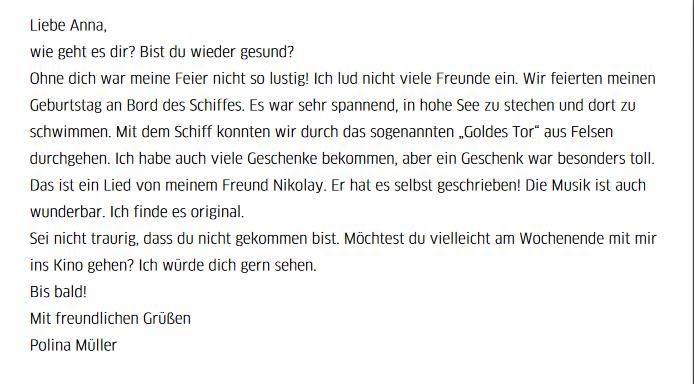 Liebe Anna,
wie geht es dir? Bist du wieder gesund?
Ohne dich war meine Feier nicht so lustig! Ich lud nicht viele Freunde ein. Wir feierten meinen
Geburtstag an Bord des Schiffes. Es war sehr spannend, in hohe See zu stechen und dort zu
schwimmen. Mit dem Schiff konnten wir durch das sogenannten „Goldes Tor“ aus Felsen
durchgehen. Ich habe auch viele Geschenke bekommen, aber ein Geschenk war besonders toll.
Das ist ein Lied von meinem Freund Nikolay. Er hat es selbst geschrieben! Die Musik ist auch
wunderbar. Ich finde es original.
Sei nicht traurig, dass du nicht gekommen bist. Möchtest du vielleicht am Wochenende mit mir
ins Kino gehen? Ich würde dich gern sehen.
Bis bald!
Mit freundlichen Grüßen
Polina Müller